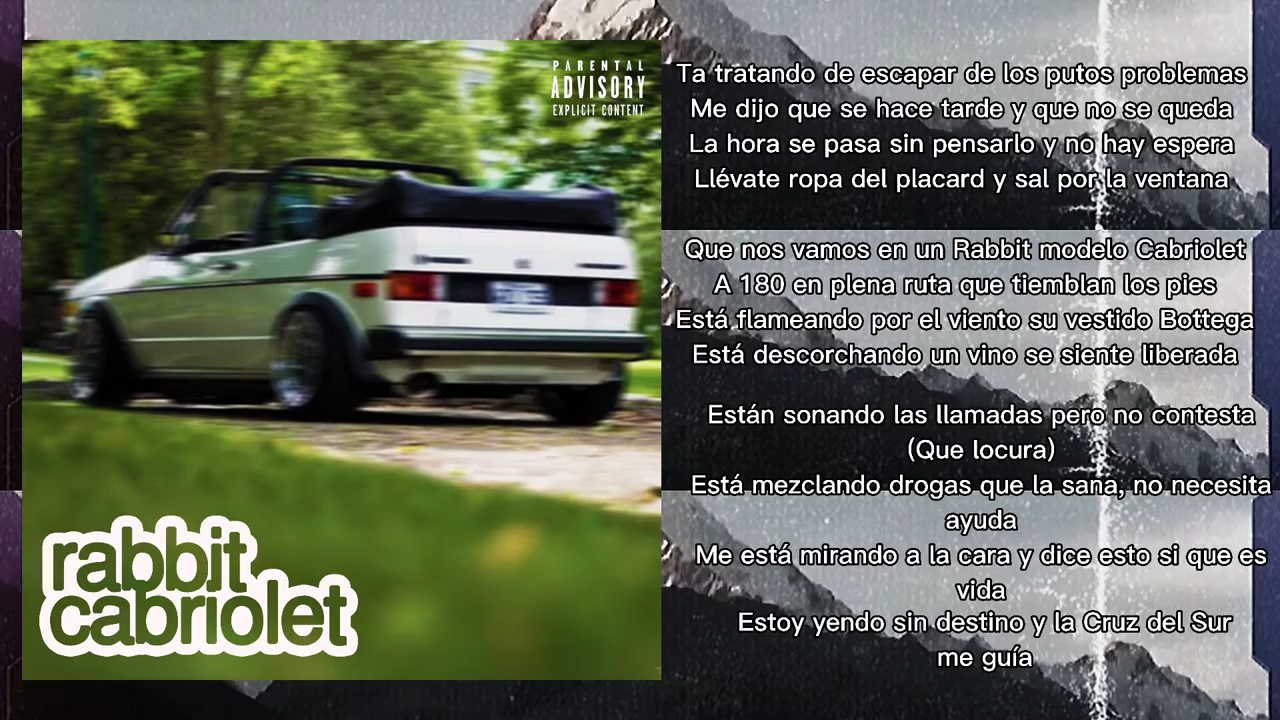 PARENTAL
ADVISORY
EXPLICIT CONTENT
rabbit
cabriolet
Ta tratando de escapar de los putos problemas
Me dijo que se hace tarde y que no se queda
La hora se pasa sin pensarlo y no hay espera
Llévate ropa del placard y sal por la ventana
Que nos vamos en un Rabbit modelo Cabriolet
A 180 en plena ruta que tiemblan los pies
Está flameando por el viento su vestido Bottega
Está descorchando un vino se siente liberada
Están sonando las llamadas pero no contesta
(Que locura)
Está mezclando drogas que la sana, no necesita
ayuda
Me está mirando a la cara y dice esto si que es
vida
Estoy yendo sin destino y la Cruz del Sur
me guía